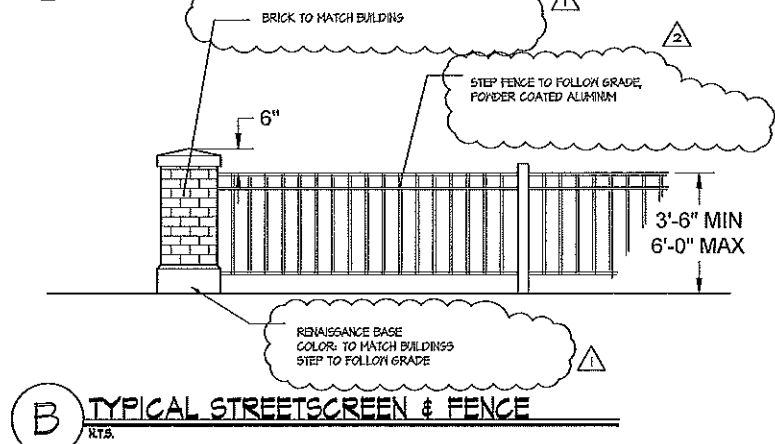 BRICK TO MATCH BUILDING
1
2
STEP FENCE TO FOLLOW GRADE,
POWDER COATED ALUMINUM
6"
3'-6" MIN
6'-0" MAX
RENAISSANCE BASE
COLOR: TO MATCH BUILDINGS
STEP TO FOLLOW GRADE
1
B
TYPICAL STREETSCREEN & FENCE
N.T.S.